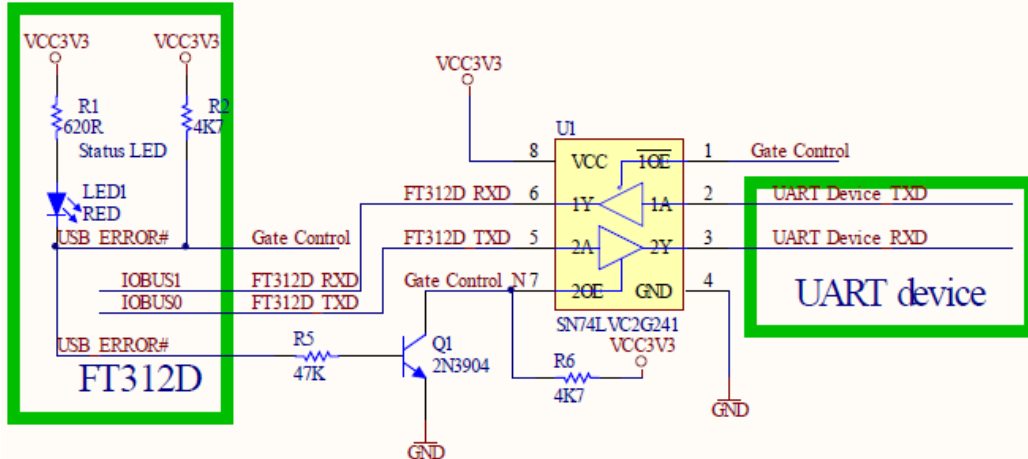 VCC3V3
VCC3V3
R1
620R
R2
4K7
Status LED
LED1
RED
USB ERROR#
Gate Control
IOBUS1
FT312D RXD
IOBUS0
FT312D TXD
USB ERROR#
FT312D
R5
47K
Q1
2N3904
GND
VCC3V3
U1
8
VCC
1OE
1
Gate Control
FT312D RXD
6
1Y
1A
2
UART Device TXD
FT312D TXD
5
2A
2Y
3
UART Device RXD
Gate Control N
7
2OE
GND
4
SN74LVC2G241
UART device
R6
4K7
VCC3V3
GND